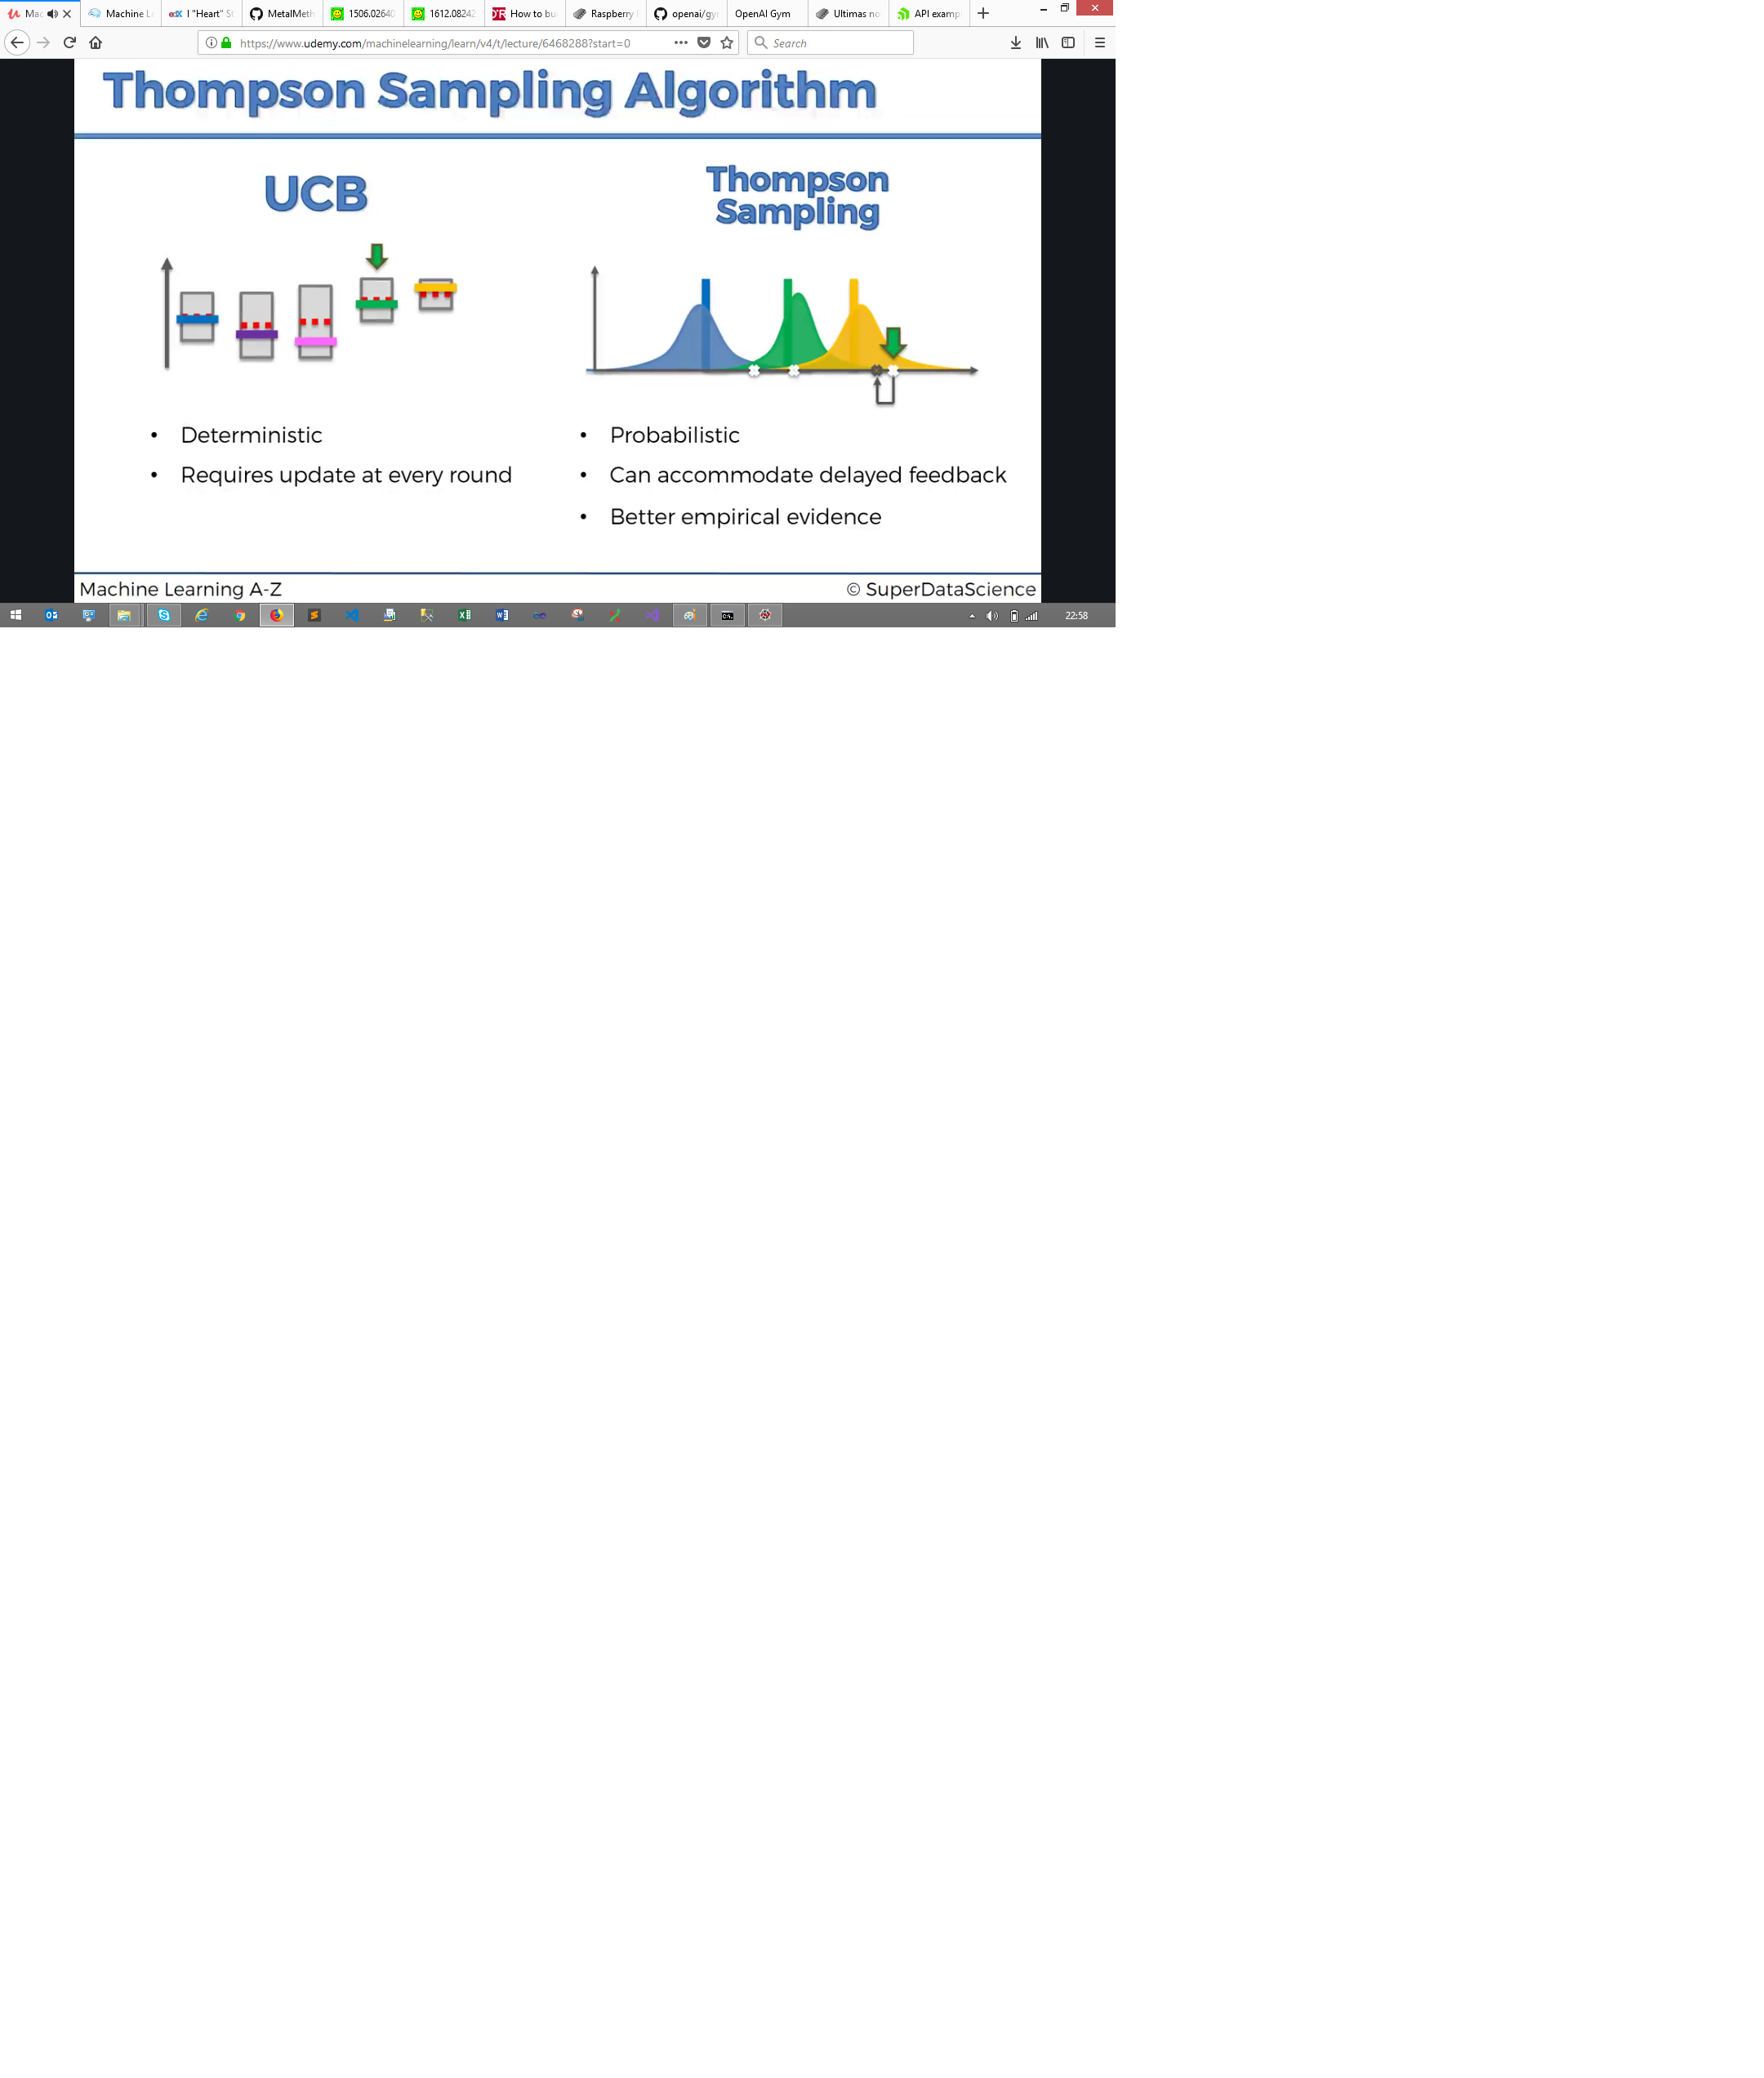 Mac
Machine L
I "Heart" St
MetalMeth
1506.02640
1612.08242
How to bu
Raspberry
openai/gy
OpenAI Gym
Ultimas no
API examp
https://www.udemy.com/machinelearning/learn/v4/t/lecture/6468288?start=0
Search
Thompson Sampling Algorithm
UCB
Thompson
Sampling
• Deterministic
• Requires update at every round
• Probabilistic
• Can accommodate delayed feedback
• Better empirical evidence
Machine Learning A-Z
© SuperDataScience
22:58